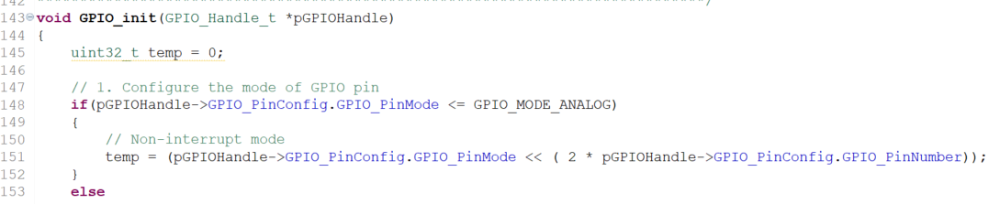 142 ******************************************************************************/
143 void GPIO_init(GPIO_Handle_t *pGPIOHandle)
144 {
145 uint32_t temp = 0;
146
147 // 1. Configure the mode of GPIO pin
148 if(pGPIOHandle->GPIO_PinConfig.GPIO_PinMode <= GPIO_MODE_ANALOG)
149 {
150 // Non-interrupt mode
151 temp = (pGPIOHandle->GPIO_PinConfig.GPIO_PinMode << ( 2 * pGPIOHandle->GPIO_PinConfig.GPIO_PinNumber));
152 }
153 else